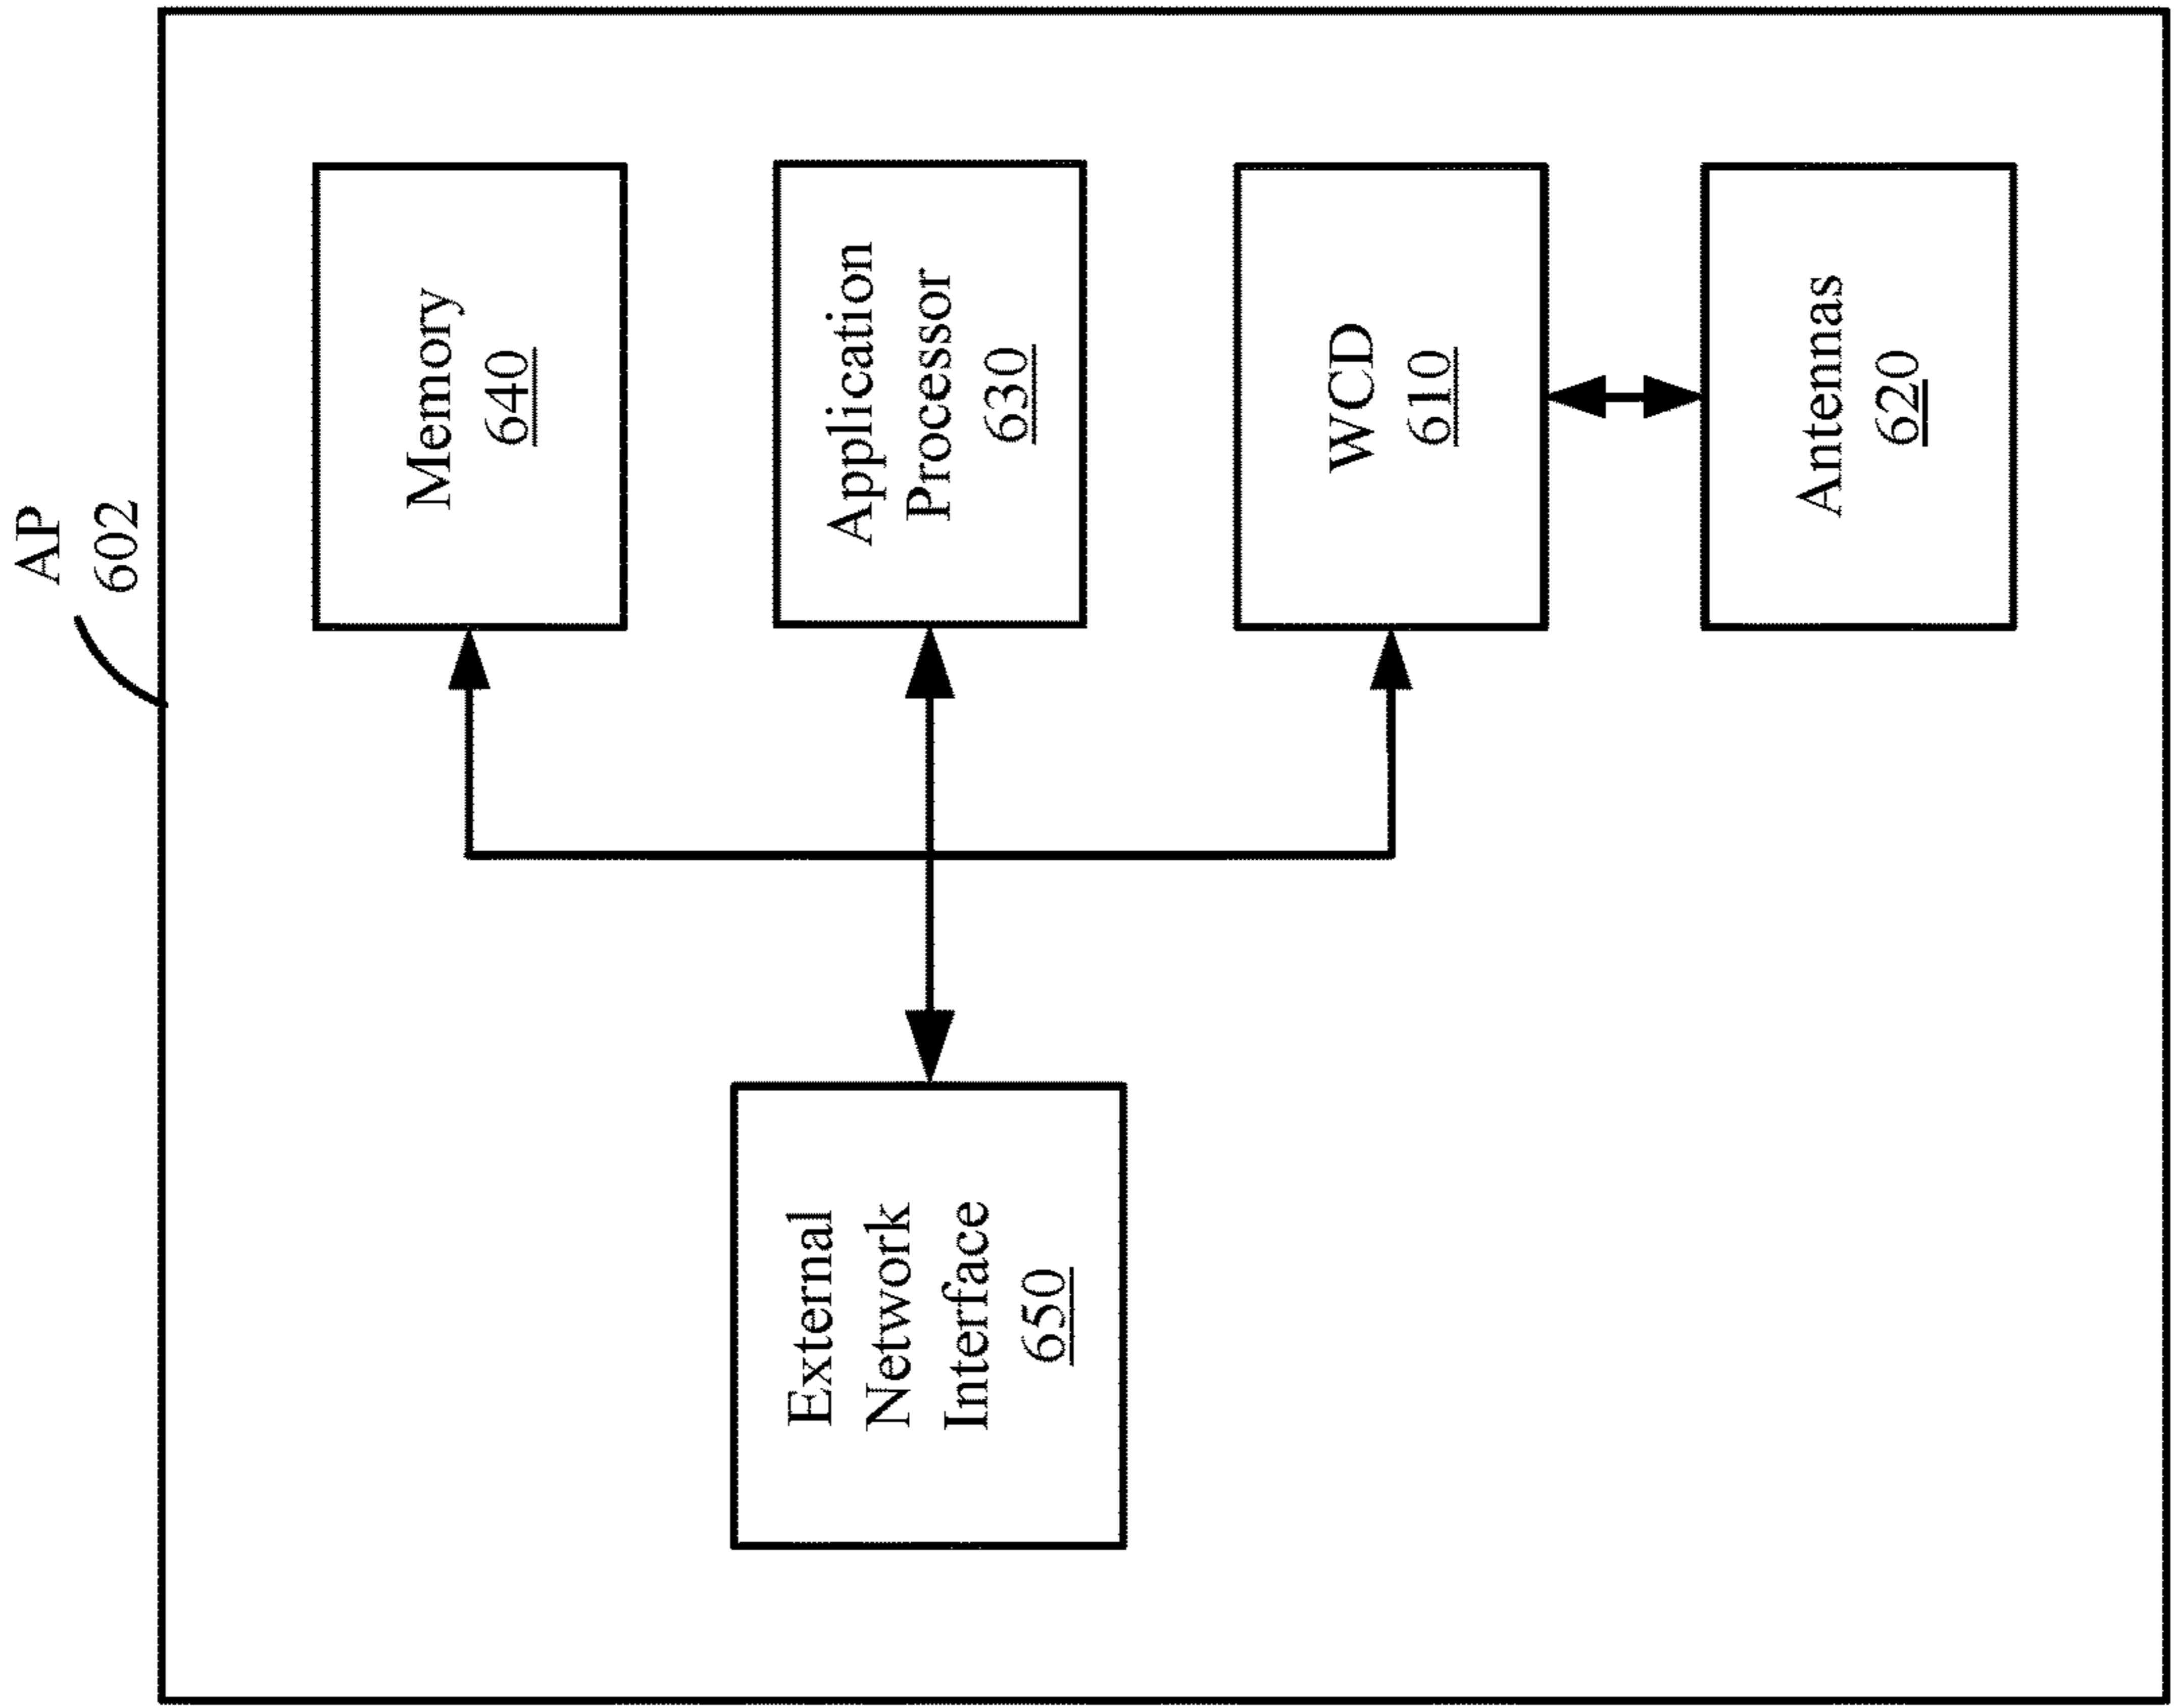 AP
602
Memory
640
Application
Processor
630
WCD
610
Antennas
620
External
Network
Interface
650